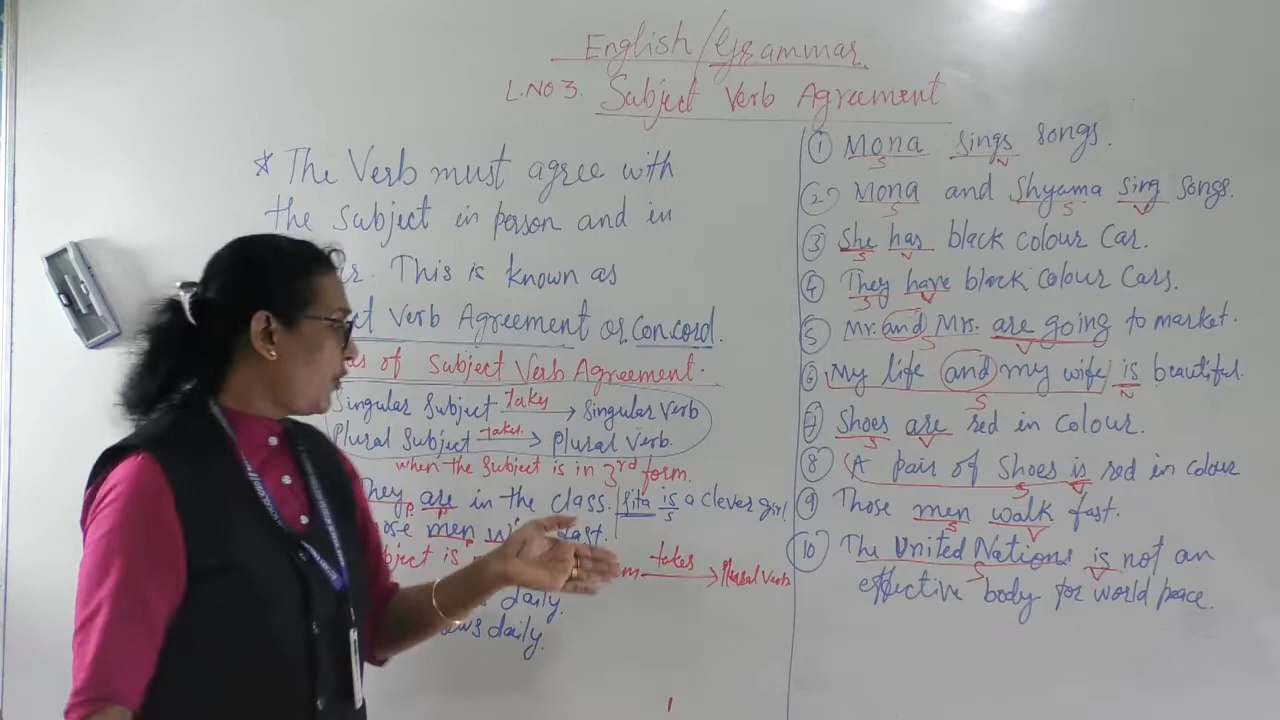 English/Grammar.
L.NO 3. Subject Verb Agreement
* The Verb must agree with
the Subject in person and in
This is known as
Verb Agreement or Concord.
of Subject Verb Agreement.
Singular Subject takes → Singular Verb
Plural Subject takes → Plural Verb.
when the Subject is in 3rd form.
They are in the class. | Gita is a clever girl.
P P S
men fast.
P
is
takes → Plural Verb
daily.
daily.
① Mona sings songs.
S V
② Mona and Shyama sing songs.
S S V
③ She has black colour Car.
S V
④ They have black colour Cars.
S V
⑤ Mr. and Mrs. are going to market.
S V
⑥ My life and my wife is beautiful.
S V
⑦ Shoes are red in colour.
S V
⑧ (A pair of Shoes is red in colour
S V
⑨ Those men walk fast.
S V
⑩ The United Nations is not an
S V
effective body for world peace.